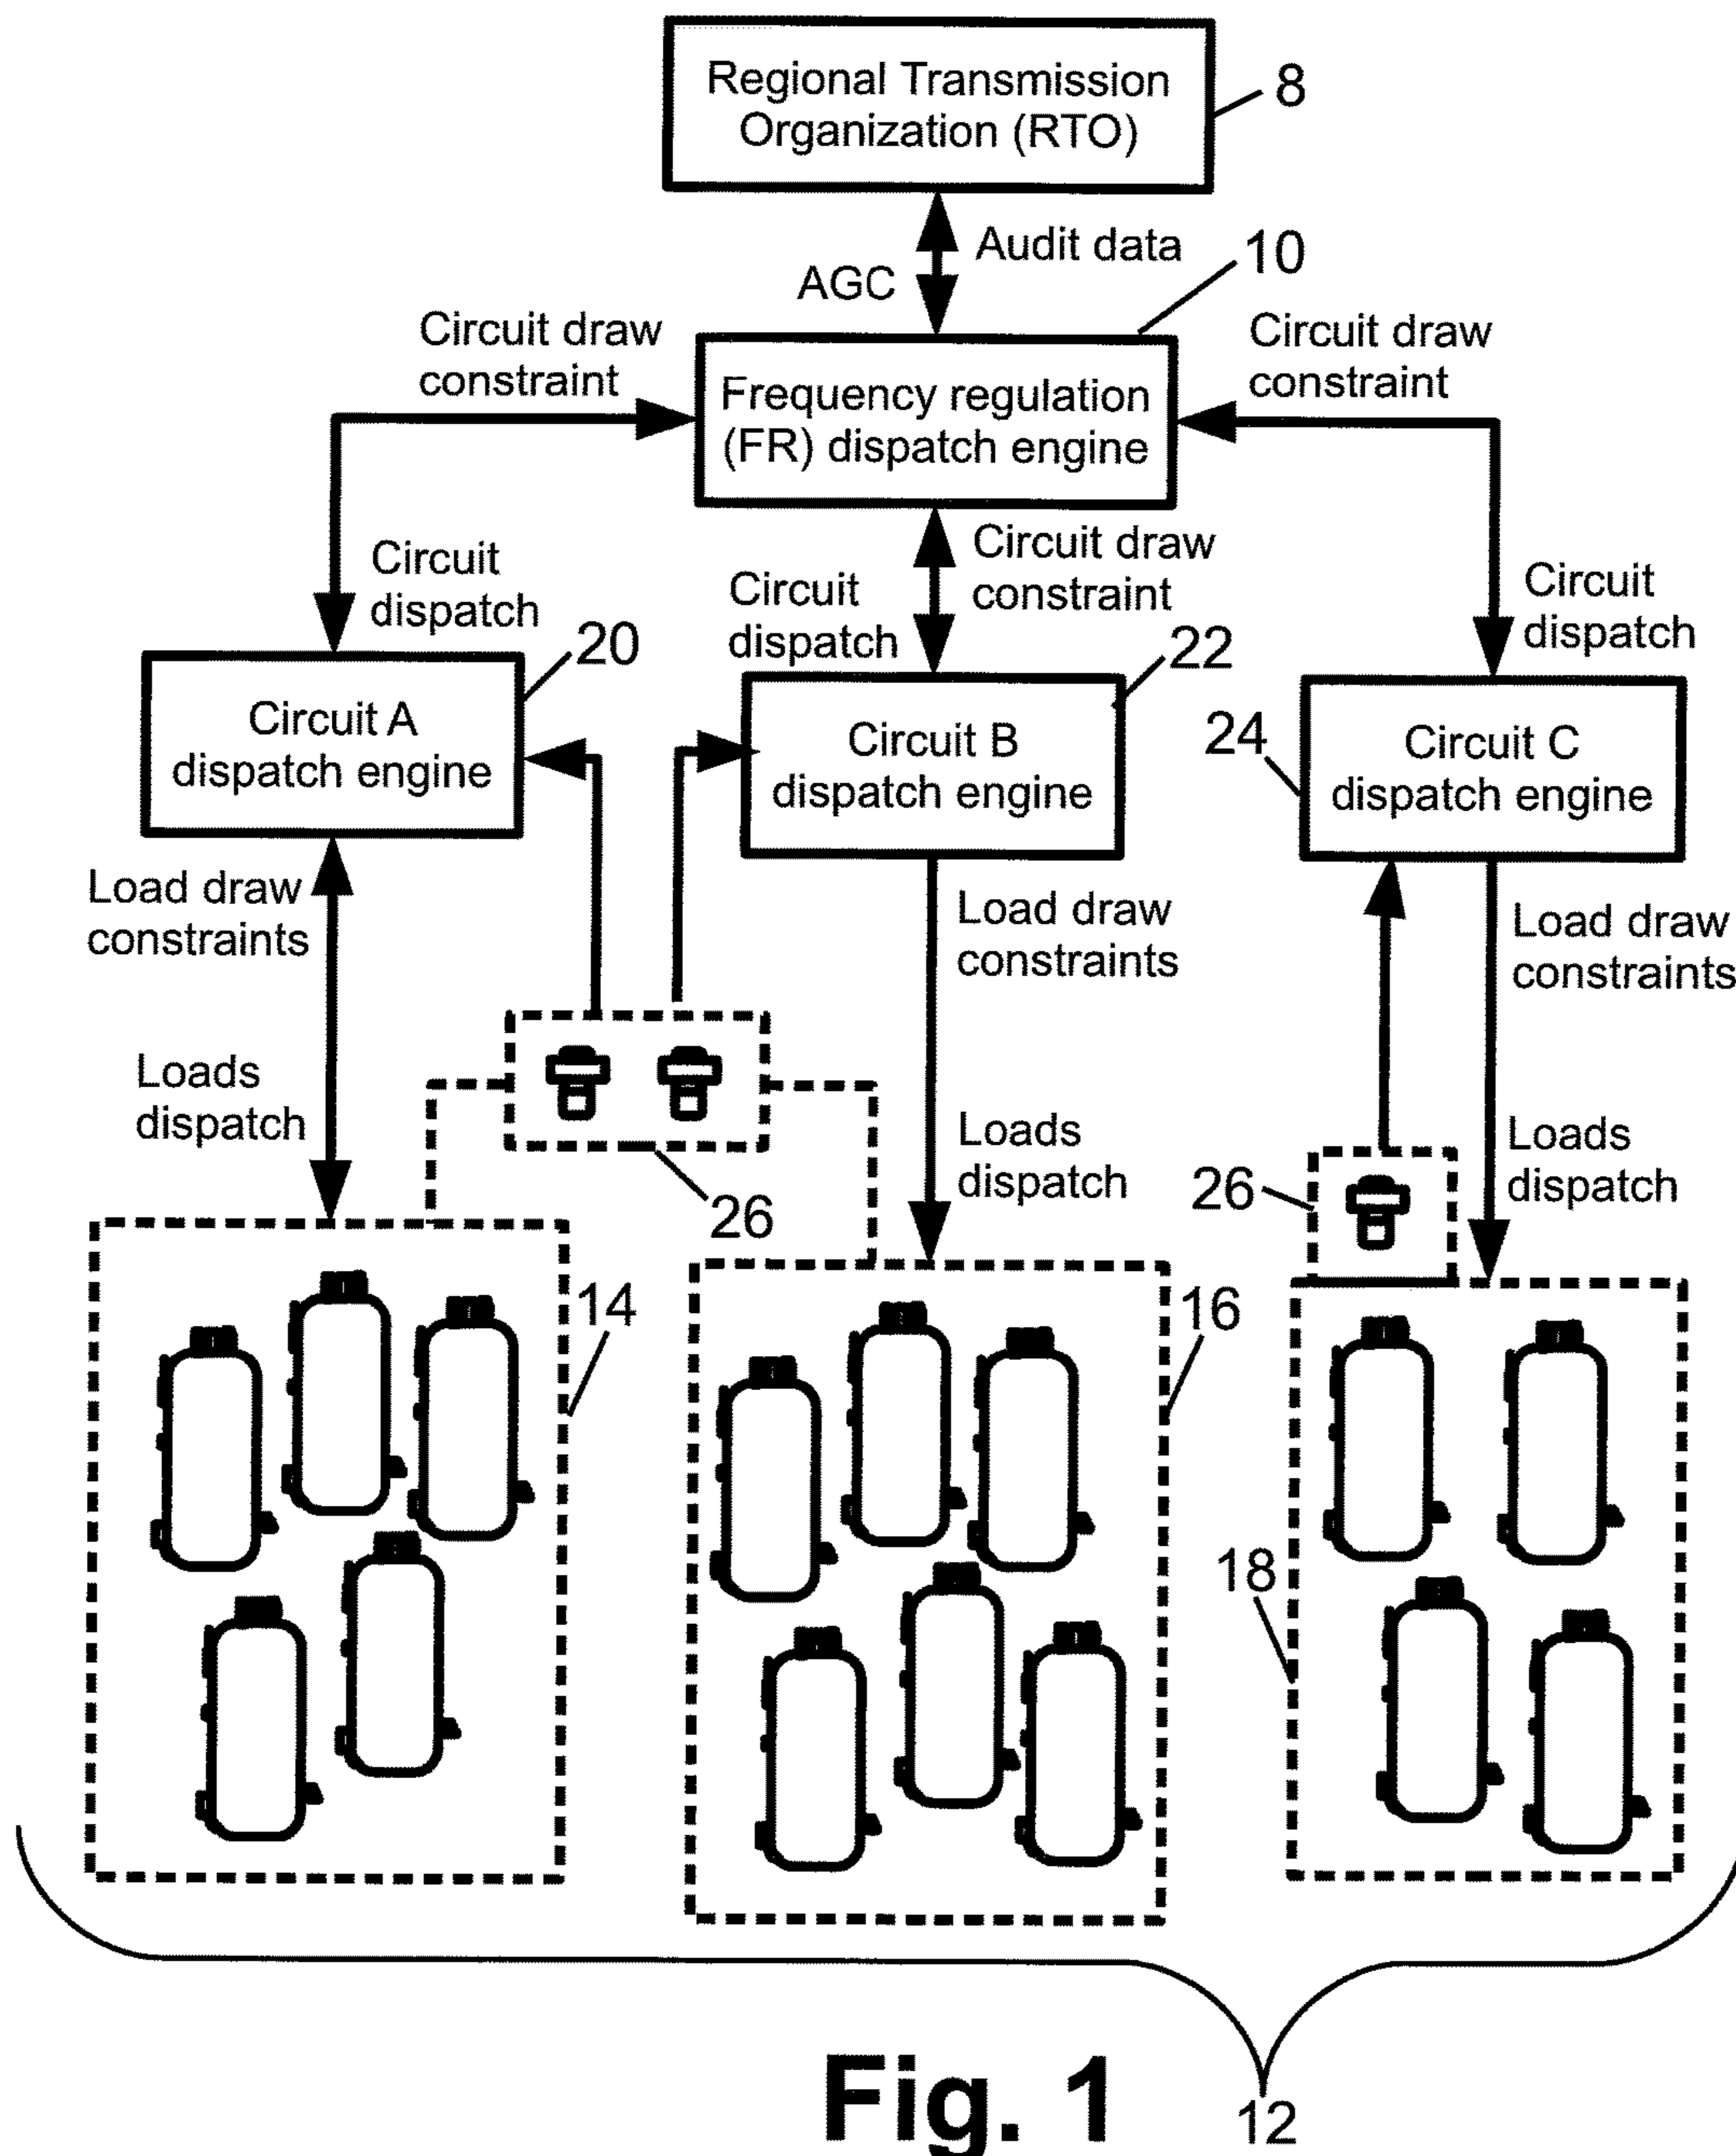 Regional Transmission
Organization (RTO)
8
Audit data
AGC
10
Circuit draw
constraint
Circuit draw
constraint
Frequency regulation
(FR) dispatch engine
Circuit
dispatch
Circuit
dispatch
Circuit draw
constraint
Circuit
dispatch
20
22
24
Circuit A
dispatch engine
Circuit B
dispatch engine
Circuit C
dispatch engine
Load draw
constraints
Load draw
constraints
Load draw
constraints
Loads
dispatch
Loads
dispatch
Loads
dispatch
26
26
14
16
18
Fig. 1
12